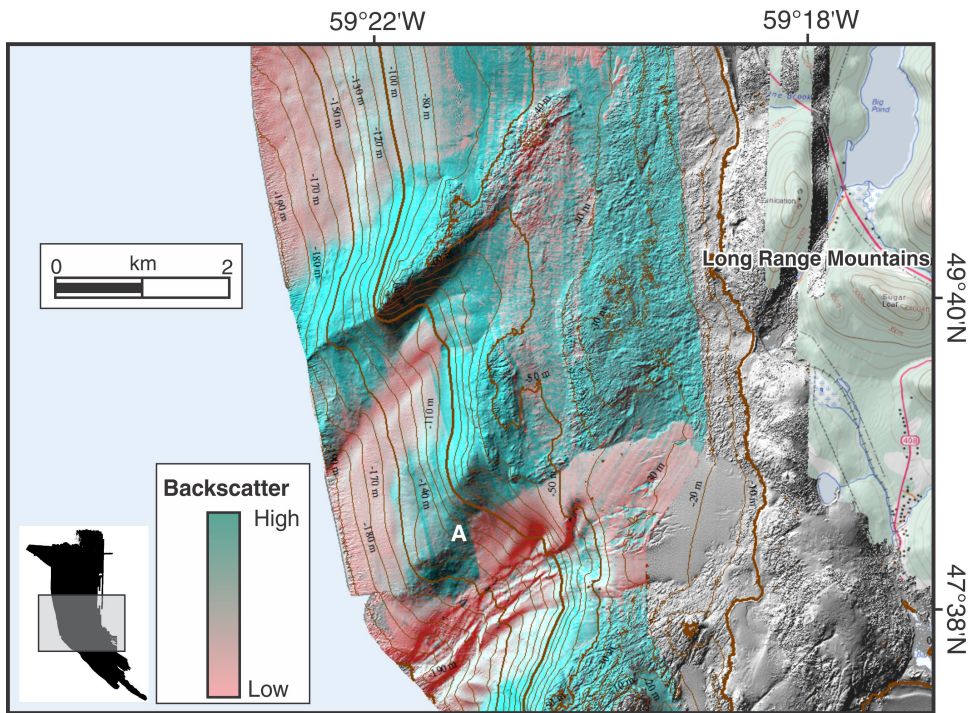 59°22'W
59°18'W
-100 m
-130 m
-150 m
-80 m
-120 m
-170 m
-190 m
-180 m
Big
Pond
Long Range Mountains
Sugar
Loaf
49°40'N
0 km 2
-50 m
-110 m
-170 m
-140 m
-50 m
-30 m
-20 m
-10 m
-180 m
A
458
Backscatter
High
Low
-190 m
47°38'N